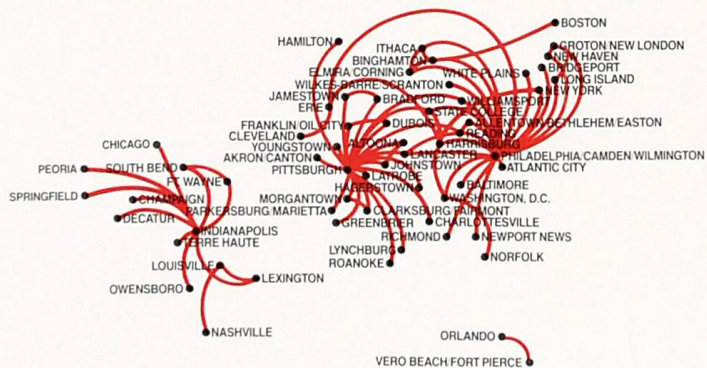 BOSTON
HAMILTON
ITHACA
GROTON NEW LONDON
BINGHAMTON
NEW HAVEN
ELMIRA CORNING
WHITE PLAINS
BRIDGEPORT
WILKES-BARRE/SCRANTON
LONG ISLAND
JAMESTOWN
BRADFORD
WILLIAMSPORT
NEW YORK
ERIE
STATE COLLEGE
FRANKLIN/OIL CITY
DUBOIS
ALLENTOWN/BETHLEHEM/EASTON
CLEVELAND
READING
CHICAGO
YOUNGSTOWN
ALTOONA
HARRISBURG
AKRON/CANTON
LANCASTER
PHILADELPHIA/CAMDEN/WILMINGTON
PEORIA
SOUTH BEND
PITTSBURGH
JOHNSTOWN
ATLANTIC CITY
LATROBE
FT. WAYNE
HAGERSTOWN
BALTIMORE
SPRINGFIELD
CHAMPAIGN
MORGANTOWN
WASHINGTON, D.C.
PARKERSBURG/MARIETTA
CLARKSBURG/FAIRMONT
DECATUR
GREENBRIER
CHARLOTTESVILLE
INDIANAPOLIS
RICHMOND
NEWPORT NEWS
TERRE HAUTE
LYNCHBURG
NORFOLK
LOUISVILLE
ROANOKE
LEXINGTON
OWENSBORO
NASHVILLE
ORLANDO
VERO BEACH/FORT PIERCE